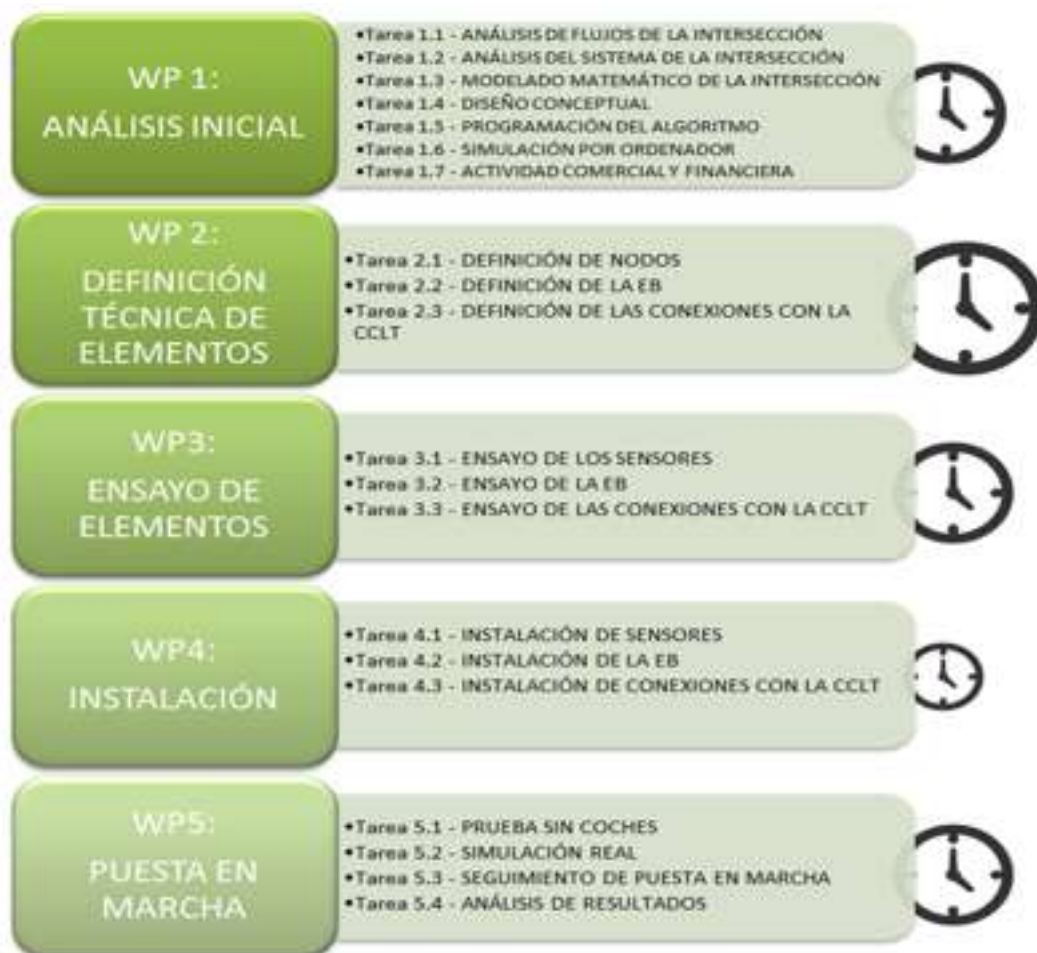 WP 1:
ANÁLISIS INICIAL
•Tarea 1.1 - ANÁLISIS DE FLUJOS DE LA INTERSECCIÓN
•Tarea 1.2 - ANÁLISIS DEL SISTEMA DE LA INTERSECCIÓN
•Tarea 1.3 - MODELADO MATEMÁTICO DE LA INTERSECCIÓN
•Tarea 1.4 - DISEÑO CONCEPTUAL
•Tarea 1.5 - PROGRAMACIÓN DEL ALGORITMO
•Tarea 1.6 - SIMULACIÓN POR ORDENADOR
•Tarea 1.7 - ACTIVIDAD COMERCIAL Y FINANCIERA
WP 2:
DEFINICIÓN
TÉCNICA DE
ELEMENTOS
•Tarea 2.1 - DEFINICIÓN DE NODOS
•Tarea 2.2 - DEFINICIÓN DE LA EB
•Tarea 2.3 - DEFINICIÓN DE LAS CONEXIONES CON LA
CCLT
WP3:
ENSAYO DE
ELEMENTOS
•Tarea 3.1 - ENSAYO DE LOS SENSORES
•Tarea 3.2 - ENSAYO DE LA EB
•Tarea 3.3 - ENSAYO DE LAS CONEXIONES CON LA CCLT
WP4:
INSTALACIÓN
•Tarea 4.1 - INSTALACIÓN DE SENSORES
•Tarea 4.2 - INSTALACIÓN DE LA EB
•Tarea 4.3 - INSTALACIÓN DE CONEXIONES CON LA CCLT
WP5:
PUESTA EN
MARCHA
•Tarea 5.1 - PRUEBA SIN COCHES
•Tarea 5.2 - SIMULACIÓN REAL
•Tarea 5.3 - SEGUIMIENTO DE PUESTA EN MARCHA
•Tarea 5.4 - ANÁLISIS DE RESULTADOS